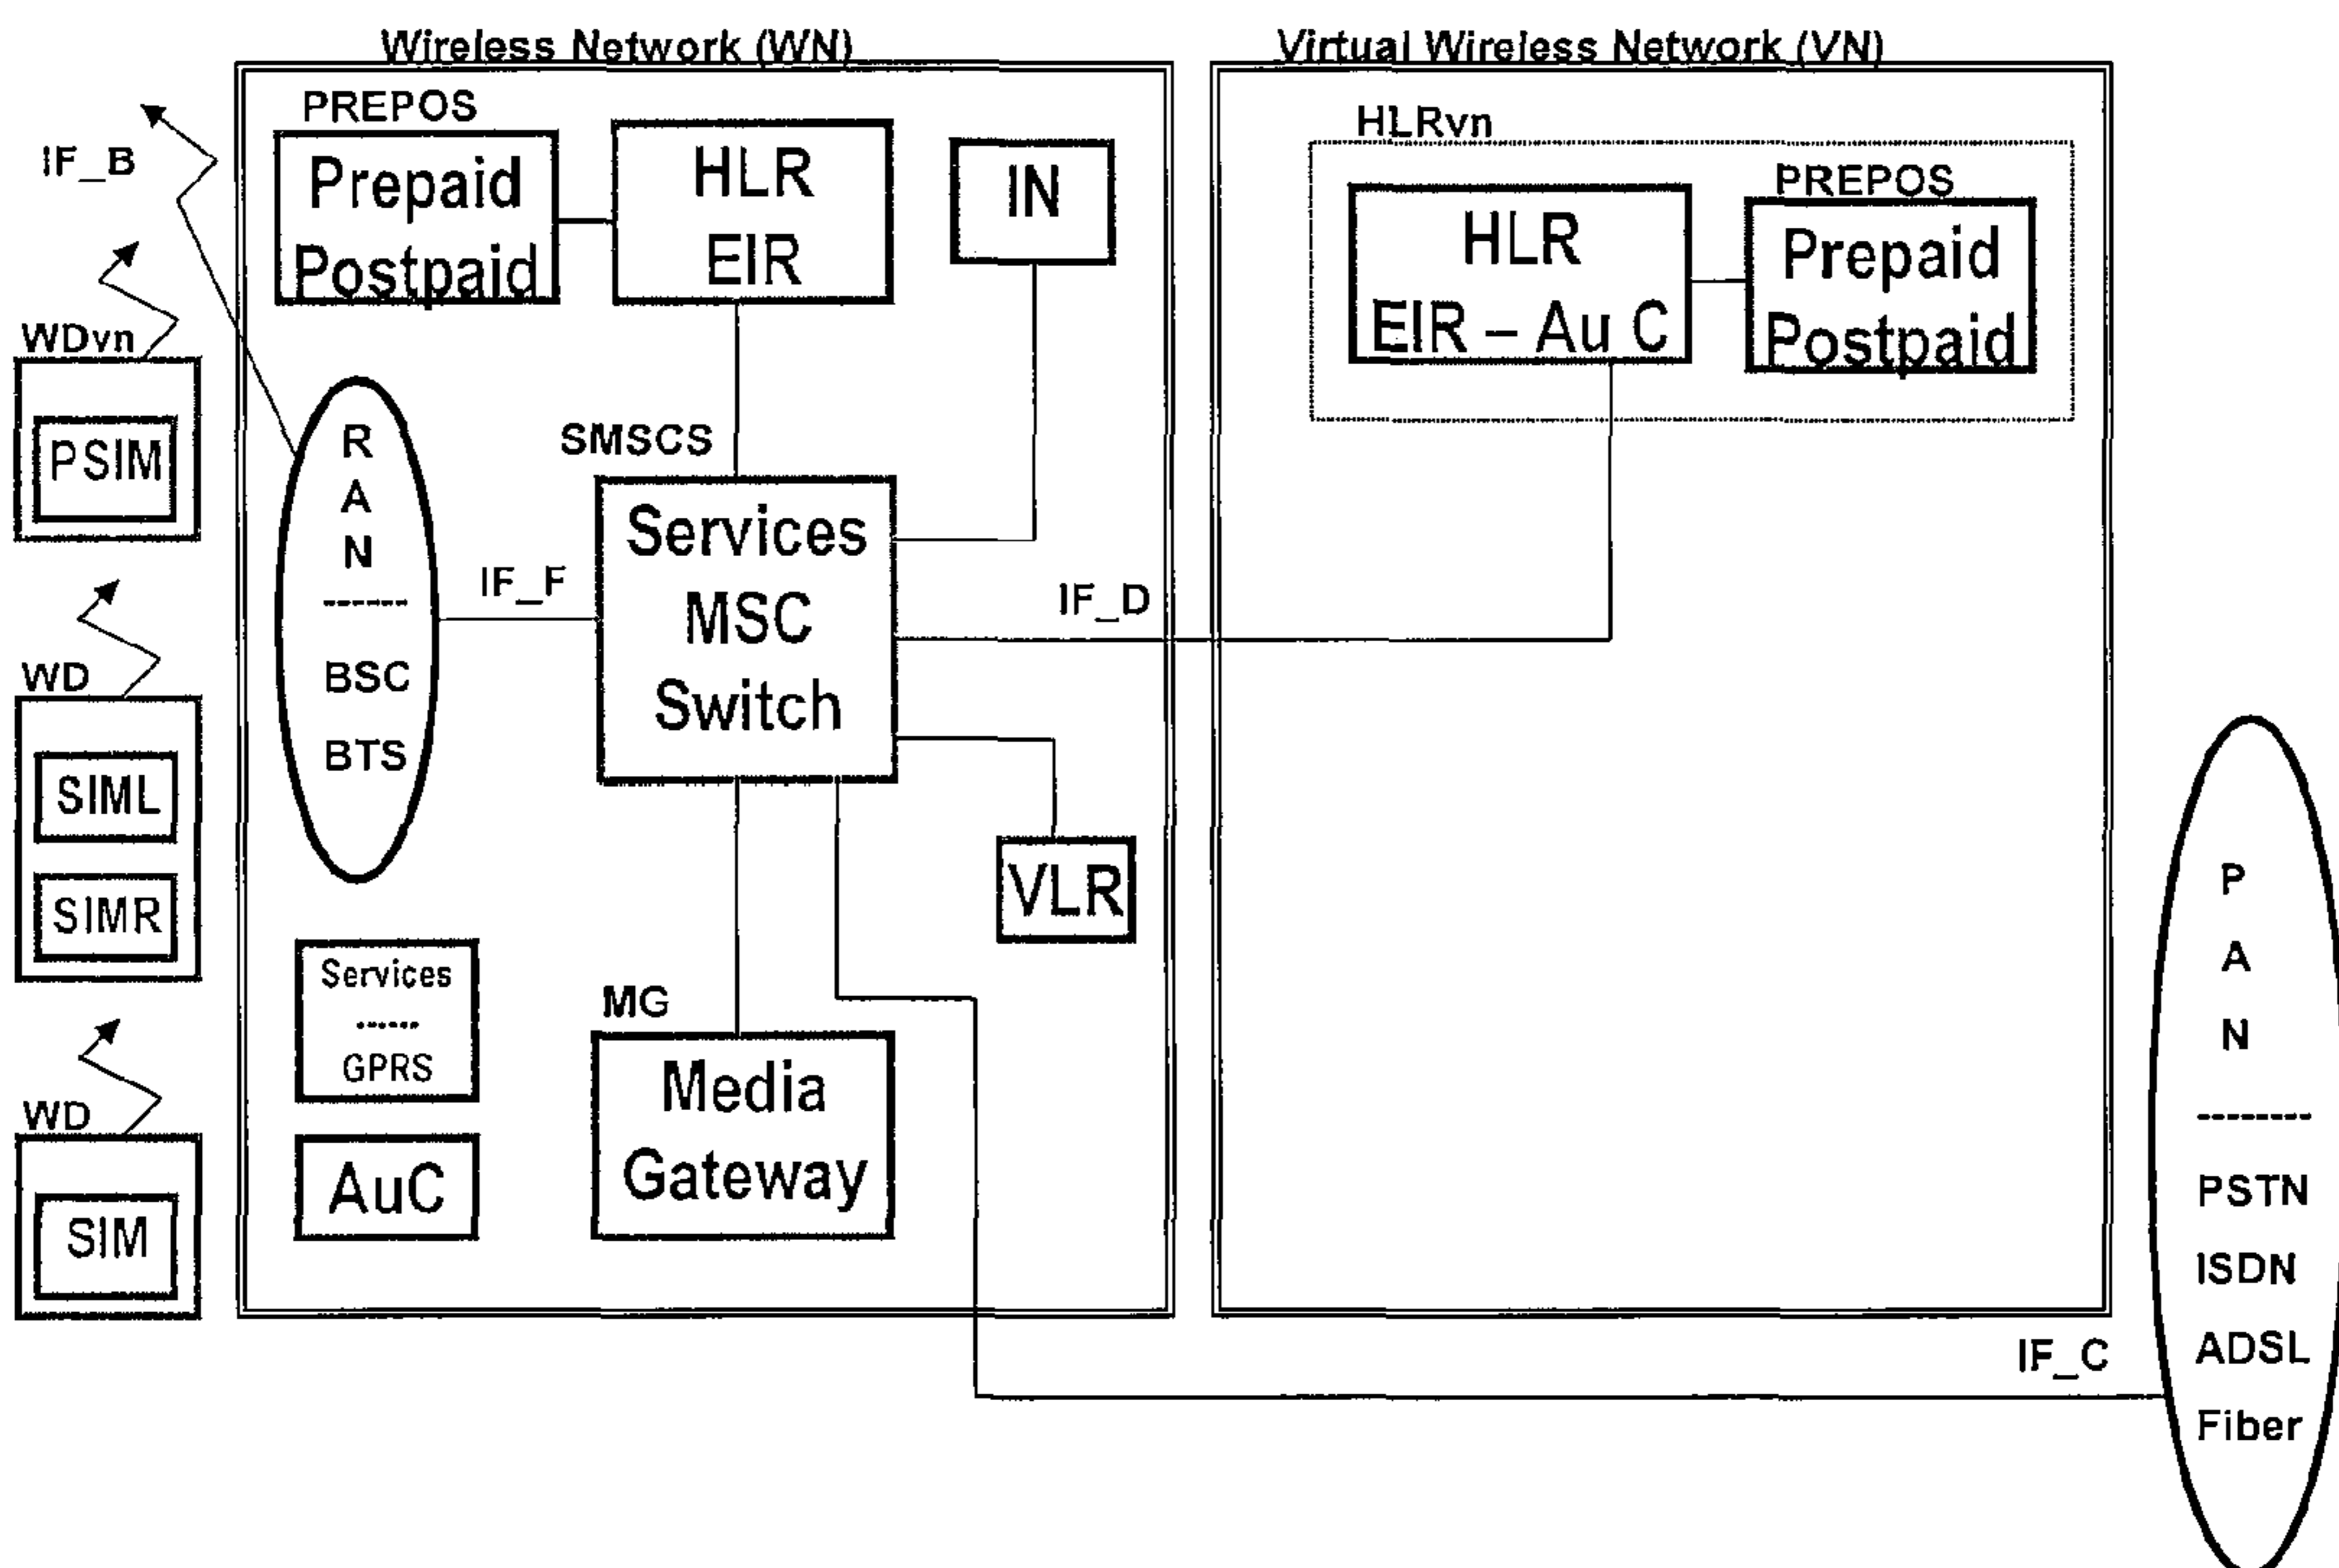 Wireless Network (WN)
Virtual Wireless Network (VN)
IF_B
WDvn
PSIM
WD
SIML
SIMR
WD
SIM
PREPOS
Prepaid
Postpaid
HLR
EIR
IN
R
A
N
-------
BSC
BTS
IF_F
SMSCS
Services
MSC
Switch
IF_D
VLR
Services
------
GPRS
AuC
MG
Media
Gateway
HLRvn
HLR
EIR – Au C
PREPOS
Prepaid
Postpaid
IF_C
P
A
N
--------
PSTN
ISDN
ADSL
Fiber